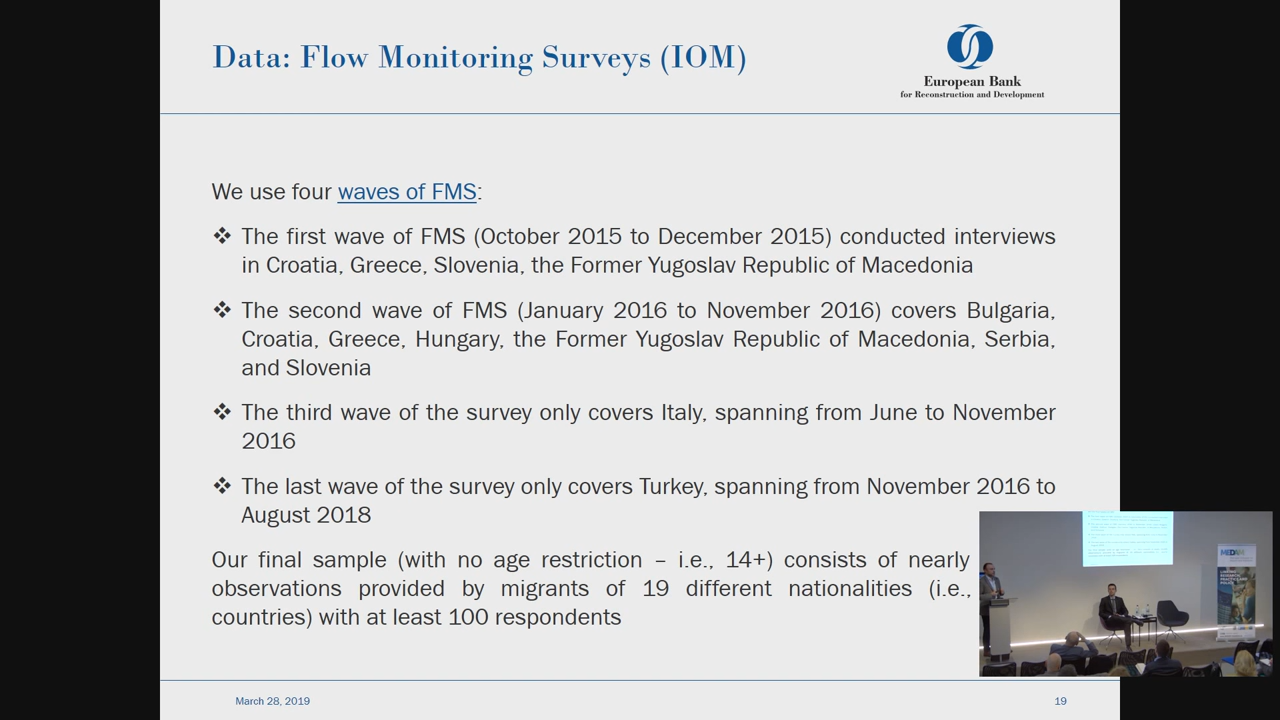 Data: Flow Monitoring Surveys (IOM)
European Bank
for Reconstruction and Development
We use four waves of FMS:
❖ The first wave of FMS (October 2015 to December 2015) conducted interviews
in Croatia, Greece, Slovenia, the Former Yugoslav Republic of Macedonia
❖ The second wave of FMS (January 2016 to November 2016) covers Bulgaria,
Croatia, Greece, Hungary, the Former Yugoslav Republic of Macedonia, Serbia,
and Slovenia
❖ The third wave of the survey only covers Italy, spanning from June to November
2016
❖ The last wave of the survey only covers Turkey, spanning from November 2016 to
August 2018
Our final sample (with no age restriction – i.e., 14+) consists of nearly
observations provided by migrants of 19 different nationalities (i.e.,
countries) with at least 100 respondents
MEDAM
March 28, 2019
19